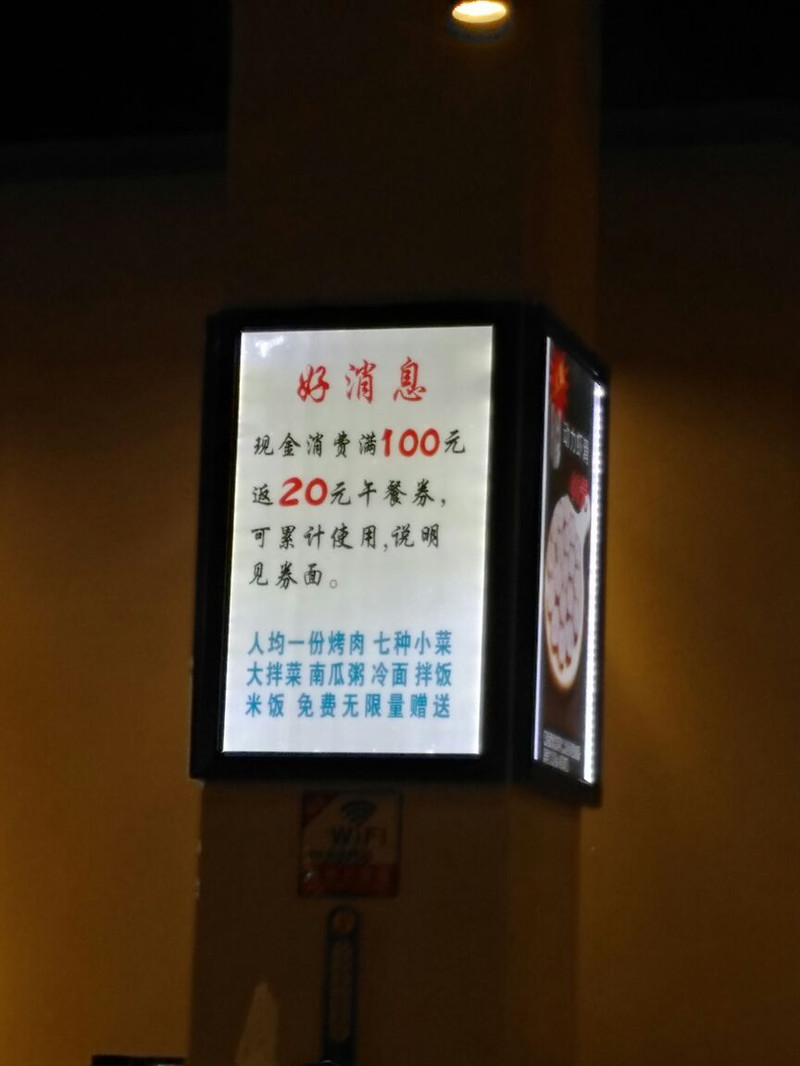 好消息
现金消费满100元
返20元午餐券，
可累计使用，说明
见券面。
人均一份烤肉 七种小菜
大拌菜 南瓜粥 冷面 拌饭
米饭 免费无限量赠送
WiFi